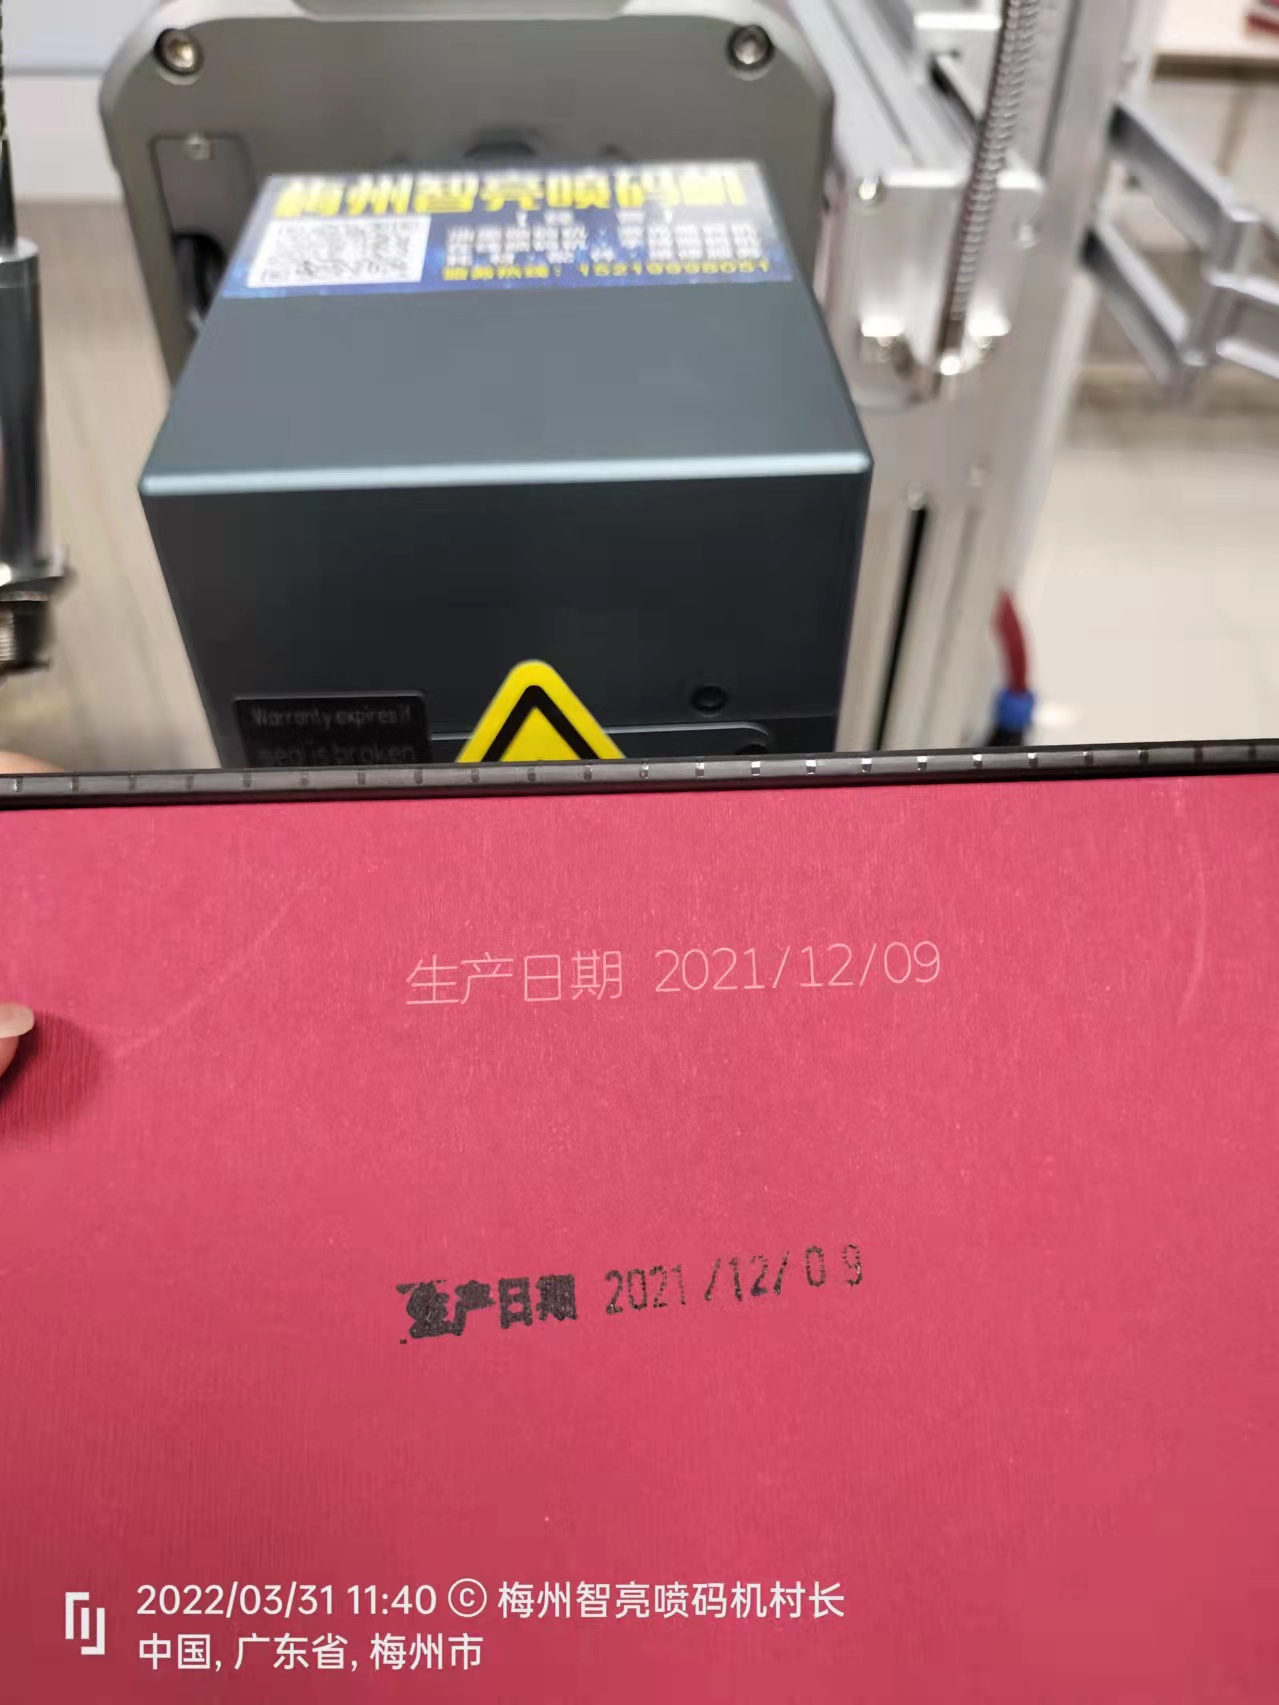 梅州智亮喷码机
Warranty expires if
seal is broken
生产日期 2021/12/09
生产日期 2021/12/09
2022/03/31 11:40 © 梅州智亮喷码机村长
中国, 广东省, 梅州市